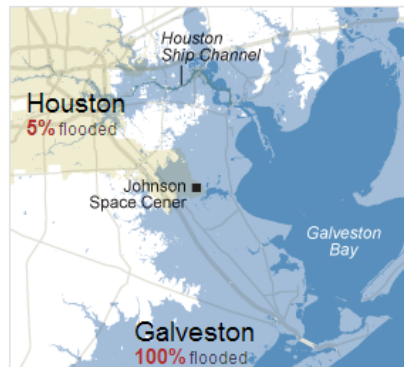 Houston
Ship Channel
Houston
5% flooded
Johnson
Space Cener
Galveston
Bay
Galveston
100% flooded